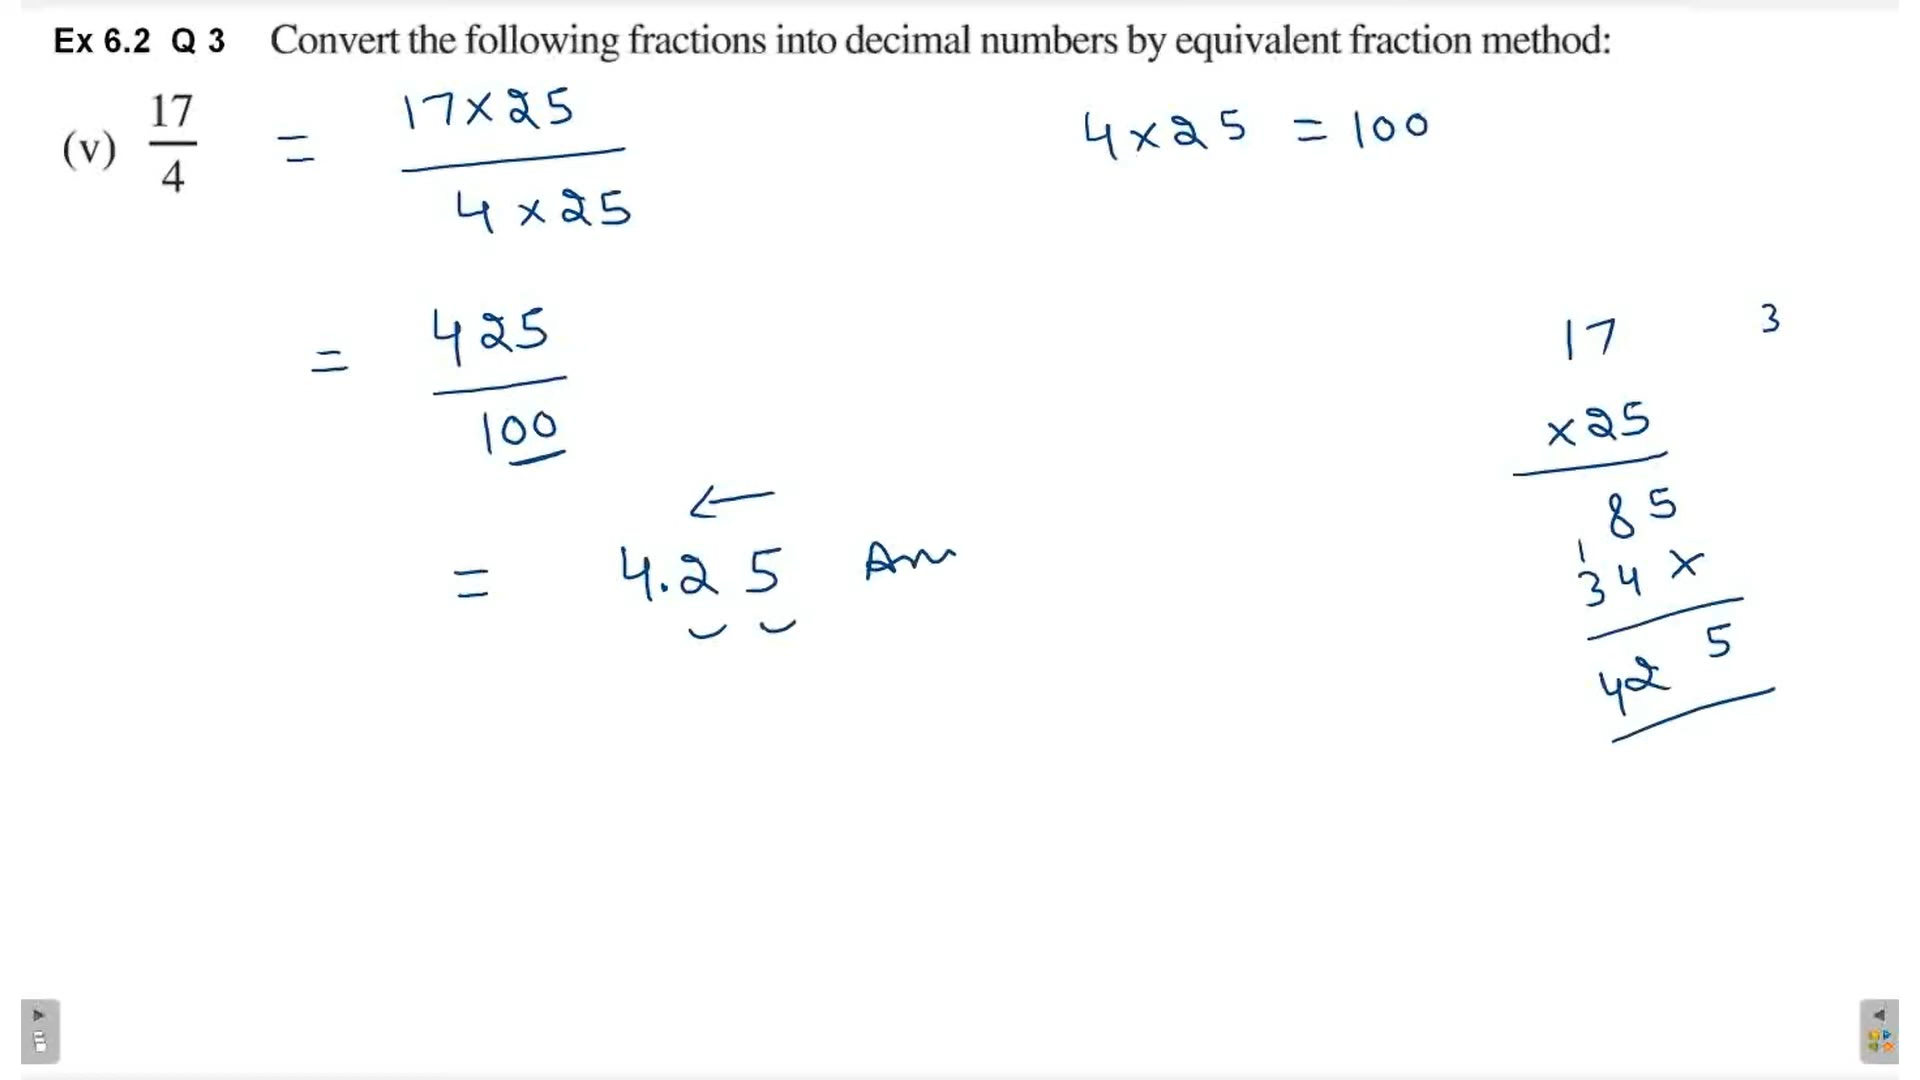 Ex 6.2 Q 3 Convert the following fractions into decimal numbers by equivalent fraction method:
(v) 17/4 = 17×25 / 4×25
4×25 = 100
= 425/100
= 4.25 Ans
17 3
×25
85
1
34×
425